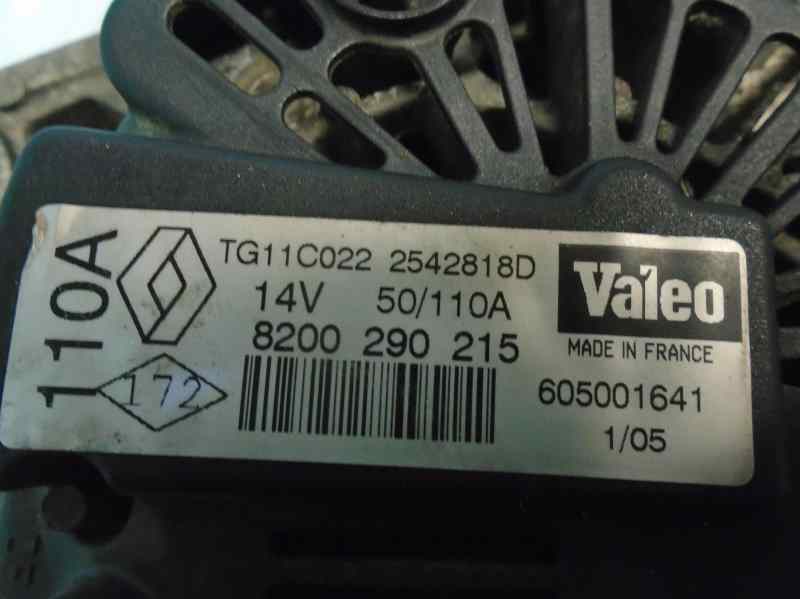 110A
TG11C022 2542818D
14V 50/110A
8200 290 215
172
Valeo
MADE IN FRANCE
605001641
1/05